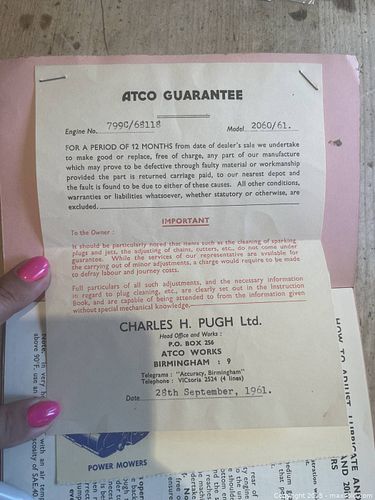 ATCO GUARANTEE
Engine No. 799C/68118 Model 2060/61.
FOR A PERIOD OF 12 MONTHS from date of dealer's sale we undertake
to make good or replace, free of charge, any part of our manufacture
which may prove to be defective through faulty material or workmanship
provided the part is returned carriage paid, to our nearest depot and
the fault is found to be due to either of these causes. All other conditions,
warranties or liabilities whatsoever, whether statutory or otherwise, are
excluded.
IMPORTANT
To the Owner :
It should be particularly noted that items such as the cleaning of sparking
plugs and jets, the adjusting of chains, cutters, etc., do not come under
guarantee. While the services of our representative are available for
the carrying out of minor adjustments, a charge would require to be made
to defray labour and journey costs.
Full particulars of all such adjustments, and the necessary information
in regard to plug cleaning, etc., are clearly set out in the Instruction
Book, and are capable of being attended to from the information given
without special mechanical knowledge.
CHARLES H. PUGH Ltd.
Head Office and Works :
P.O. BOX 256
ATCO WORKS
BIRMINGHAM : 9
Telegrams : "Accuracy, Birmingham"
Telephone : VICtoria 2524 (4 lines)
Date 28th September, 1961.
POWER MOWERS
HOW TO ADJUST LUBRICATE AND